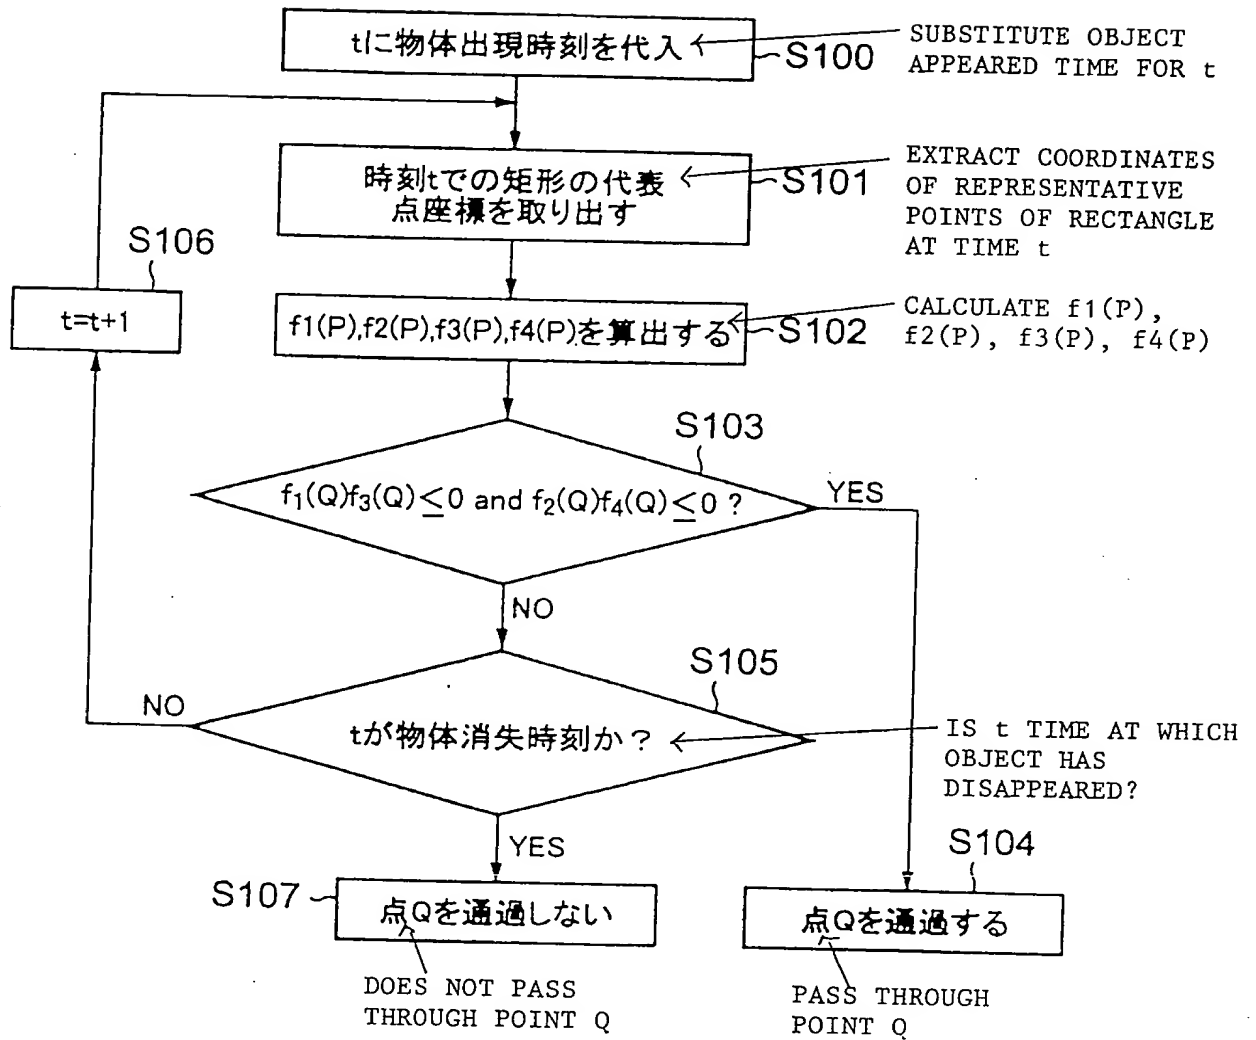 tに物体出現時刻を代入
S100
SUBSTITUTE OBJECT
APPEARED TIME FOR t
時刻tでの矩形の代表
点座標を取り出す
S101
EXTRACT COORDINATES
OF REPRESENTATIVE
POINTS OF RECTANGLE
AT TIME t
S106
t=t+1
f1(P),f2(P),f3(P),f4(P)を算出する
S102
CALCULATE f1(P),
f2(P), f3(P), f4(P)
S103
f₁(Q)f₃(Q)≤0 and f₂(Q)f₄(Q)≤0 ?
YES
NO
S105
NO
tが物体消失時刻か？
IS t TIME AT WHICH
OBJECT HAS
DISAPPEARED?
YES
S104
S107
点Qを通過しない
点Qを通過する
DOES NOT PASS
THROUGH POINT Q
PASS THROUGH
POINT Q